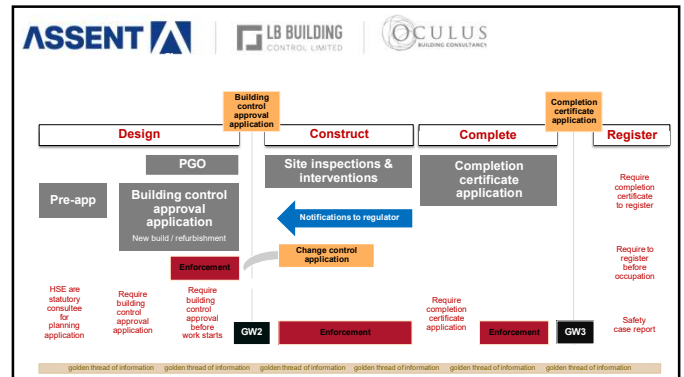 ASSENT
LB BUILDING
CONTROL LIMITED
OCULUS
BUILDING CONSULTANCY
Building
control
approval
application
Completion
certificate
application
Design
Construct
Complete
Register
PGO
Site inspections &
interventions
Completion
certificate
application
Require
completion
certificate
to register
Pre-app
Building control
approval
application
New build / refurbishment
Notifications to regulator
Change control
application
Require to
register
before
occupation
Enforcement
HSE are
statutory
consultee
for
planning
application
Require
building
control
approval
application
Require
building
control
approval
before
work starts
GW2
Enforcement
Require
completion
certificate
application
Enforcement
GW3
Safety
case report
golden thread of information golden thread of information golden thread of information golden thread of information golden thread of information golden thread of information